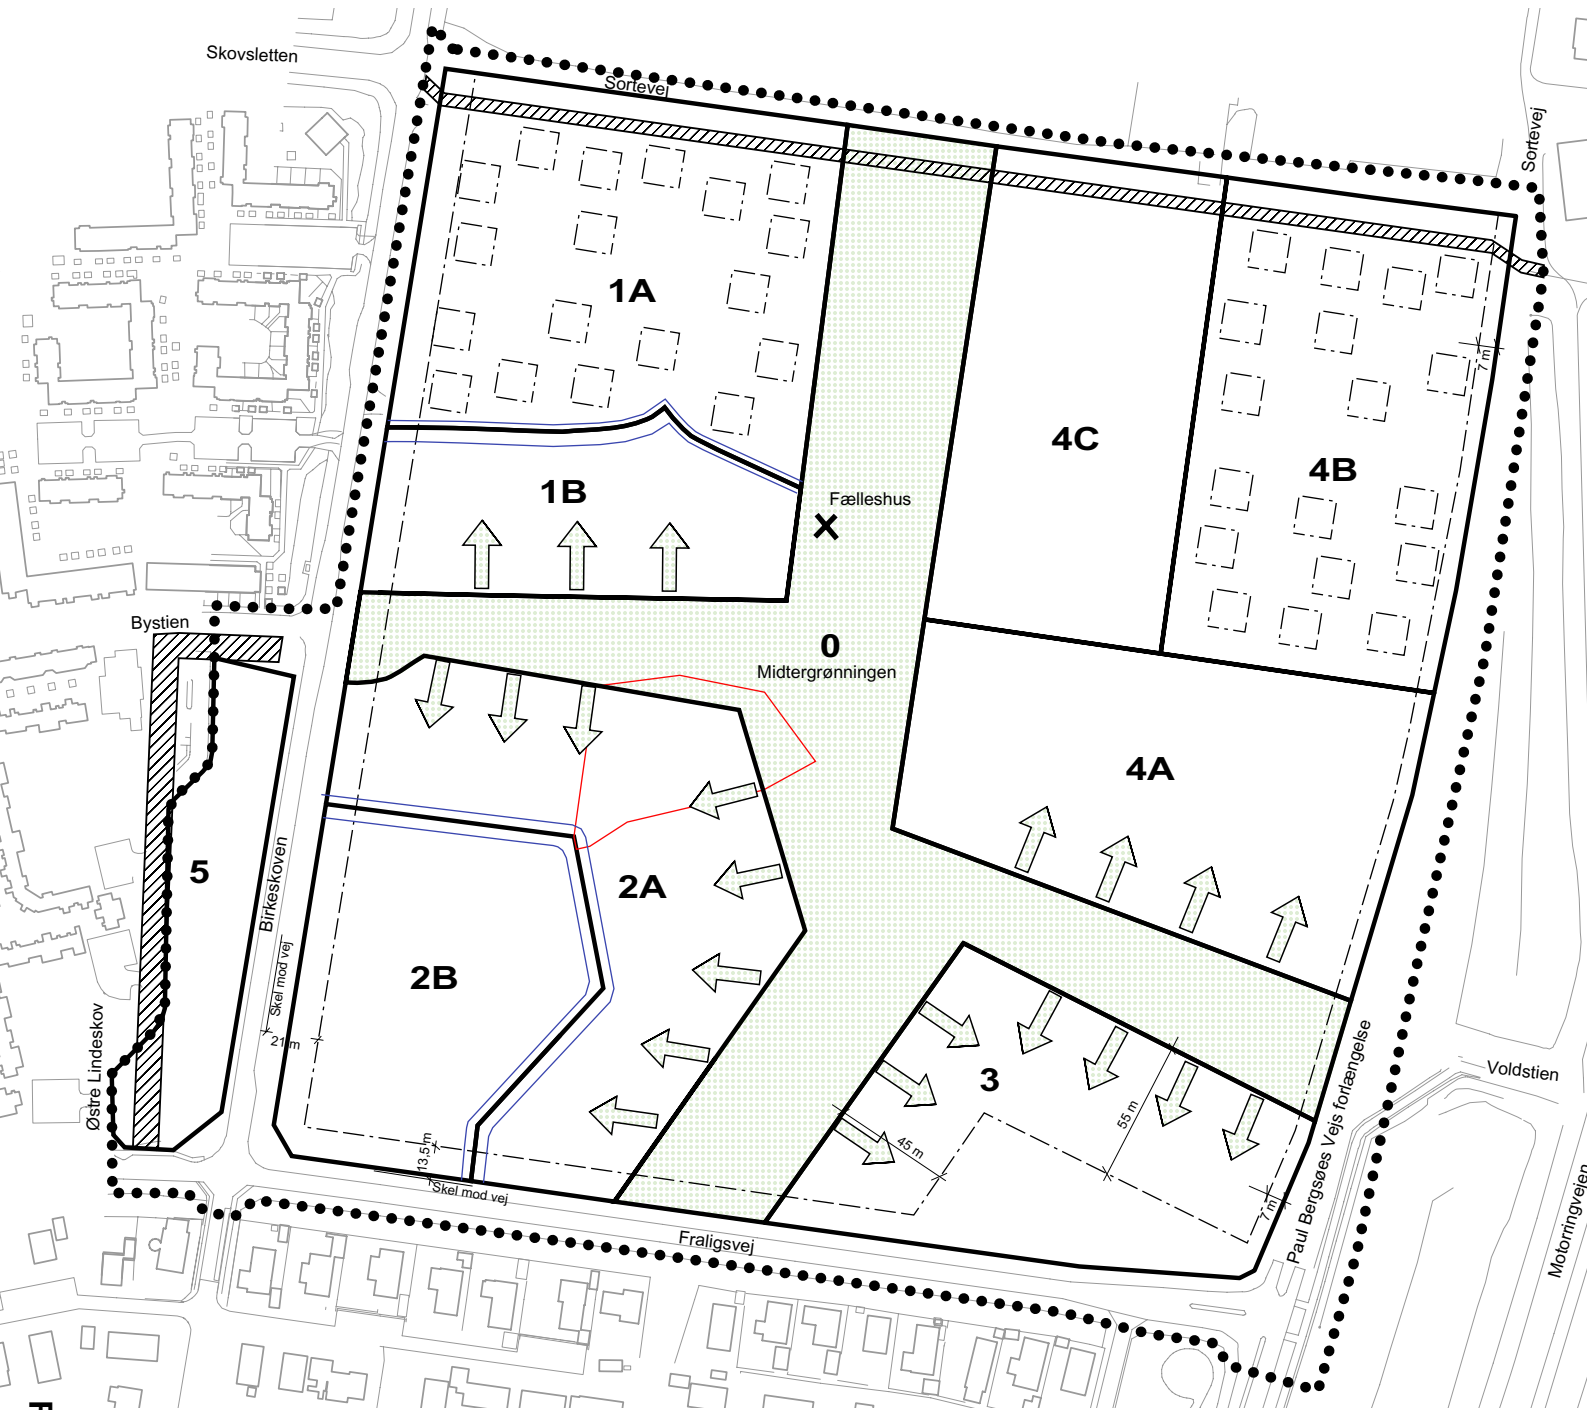 Skovsletten
Sortevej
Sortevej
1A
7 m
4C
4B
1B
Fælleshus
Bystien
0
Midtergrønningen
4A
5
2A
Birkeskoven
2B
Skel mod vej
21 m
Østre Lindeskov
3
55 m
45 m
13,5 m
Skel mod vej
7 m
Paul Bergsøes Vejs forlængelse
Voldstien
Motorringvejen
Fraligsvej